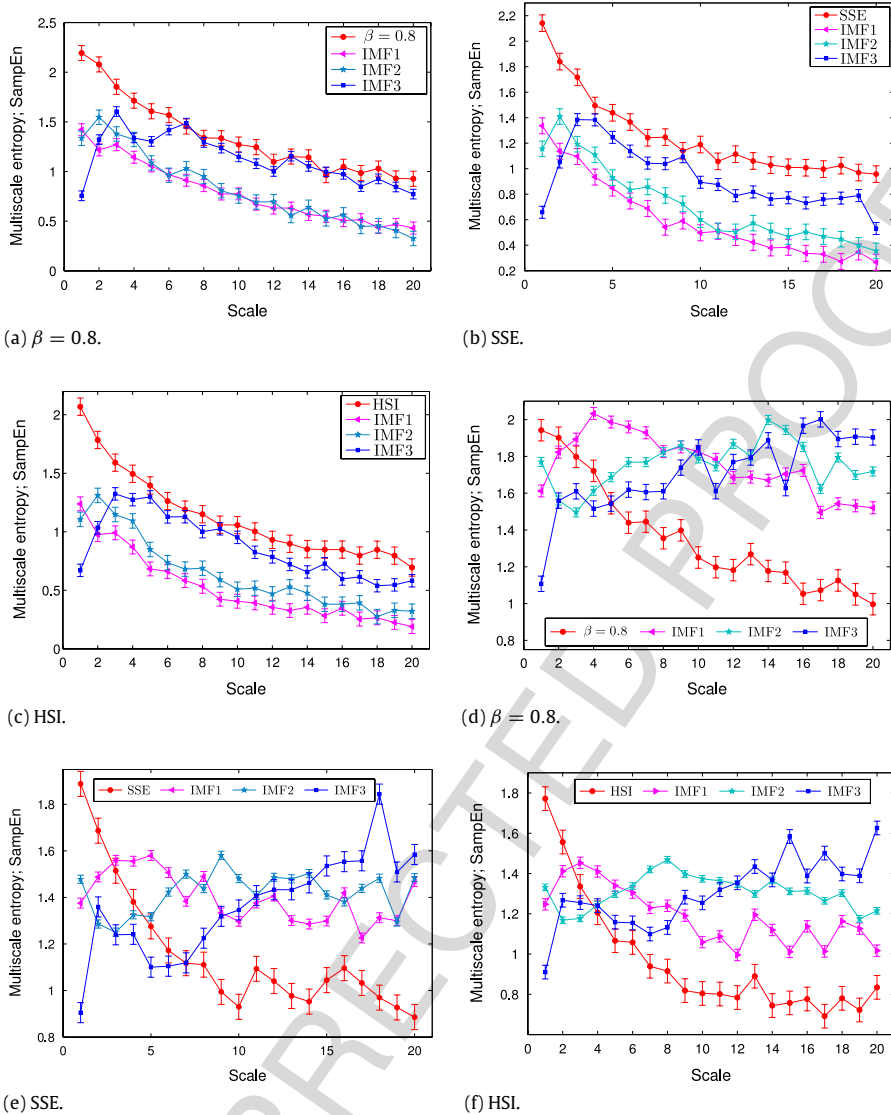 2.5
2
1.5
1
0.5
0
0 2 4 6 8 10 12 14 16 18 20
Multiscale entropy; SampEn
Scale
β = 0.8
IMF1
IMF2
IMF3
(a) β = 0.8.
2.2
2
1.8
1.6
1.4
1.2
1
0.8
0.6
0.4
0.2
0 5 10 15 20
Multiscale entropy; SampEn
Scale
SSE
IMF1
IMF2
IMF3
(b) SSE.
2
1.5
1
0.5
0
0 2 4 6 8 10 12 14 16 18 20
Multiscale entropy; SampEn
Scale
HSI
IMF1
IMF2
IMF3
(c) HSI.
2
1.8
1.6
1.4
1.2
1
0.8
0 2 4 6 8 10 12 14 16 18 20
Multiscale entropy; SampEn
Scale
β = 0.8 IMF1 IMF2 IMF3
(d) β = 0.8.
1.8
1.6
1.4
1.2
1
0.8
0 5 10 15 20
Multiscale entropy; SampEn
Scale
SSE IMF1 IMF2 IMF3
(e) SSE.
1.8
1.6
1.4
1.2
1
0.8
0 2 4 6 8 10 12 14 16 18 20
Multiscale entropy; SampEn
Scale
HSI IMF1 IMF2 IMF3
(f) HSI.